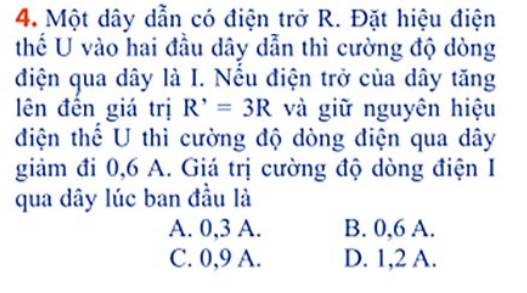 4. Một dây dẫn có điện trở R. Đặt hiệu điện
thế U vào hai đầu dây dẫn thì cường độ dòng
điện qua dây là I. Nếu điện trở của dây tăng
lên đến giá trị R’ = 3R và giữ nguyên hiệu
điện thế U thì cường độ dòng điện qua dây
giảm đi 0,6 A. Giá trị cường độ dòng điện I
qua dây lúc ban đầu là
A. 0,3 A. B. 0,6 A.
C. 0,9 A. D. 1,2 A.